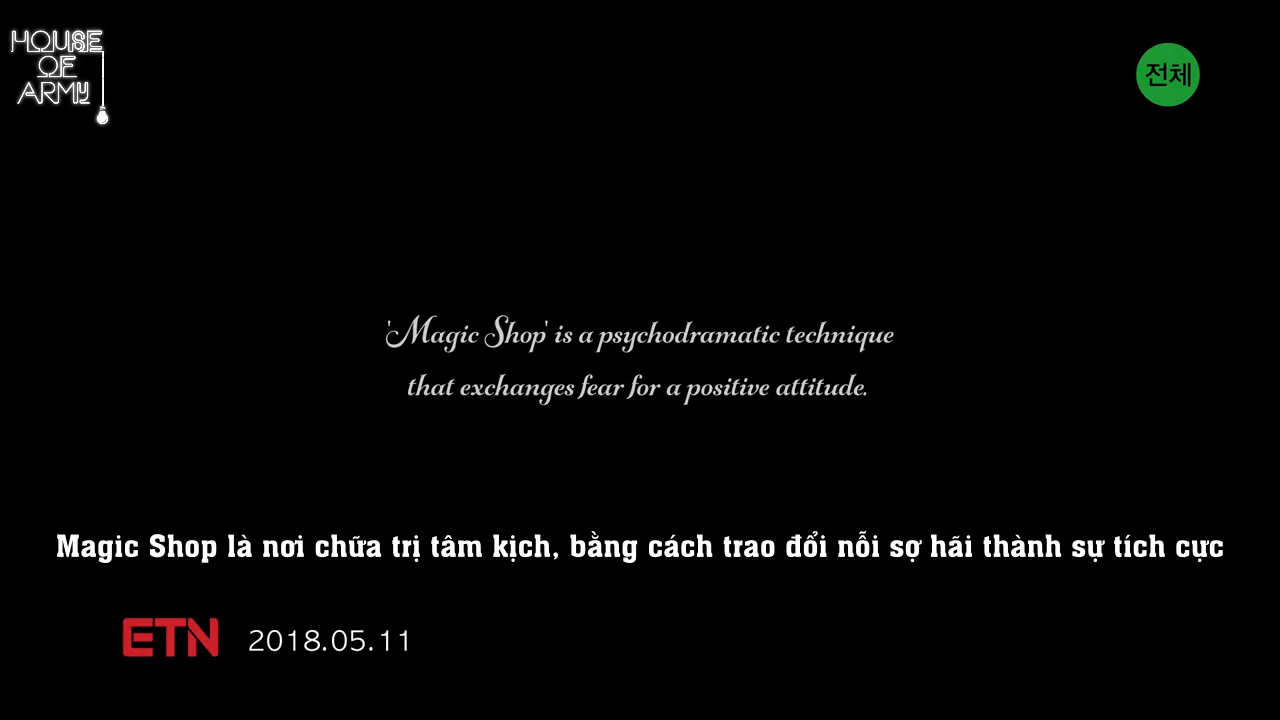 HOUSE
OF
ARMY
전체
'Magic Shop' is a psychodramatic technique
that exchanges fear for a positive attitude.
Magic Shop là nơi chữa trị tâm kịch, bằng cách trao đổi nỗi sợ hãi thành sự tích cực
ETN 2018.05.11